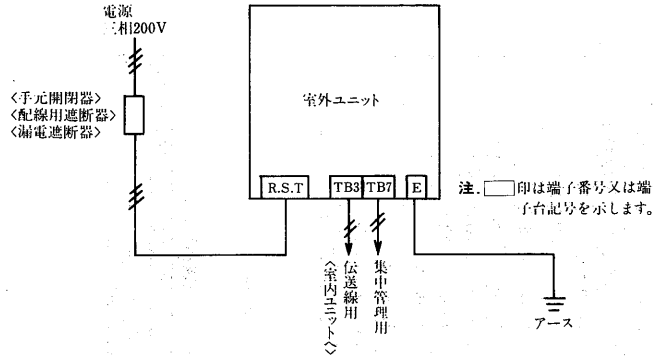 電源
三相200V
〈手元開閉器〉
〈配線用遮断器〉
〈漏電遮断器〉
室外ユニット
R.S.T
TB3
TB7
E
注. 印は端子番号又は端
子台記号を示します。
伝送線用
〈室内ユニットへ〉
集中管理用
アース